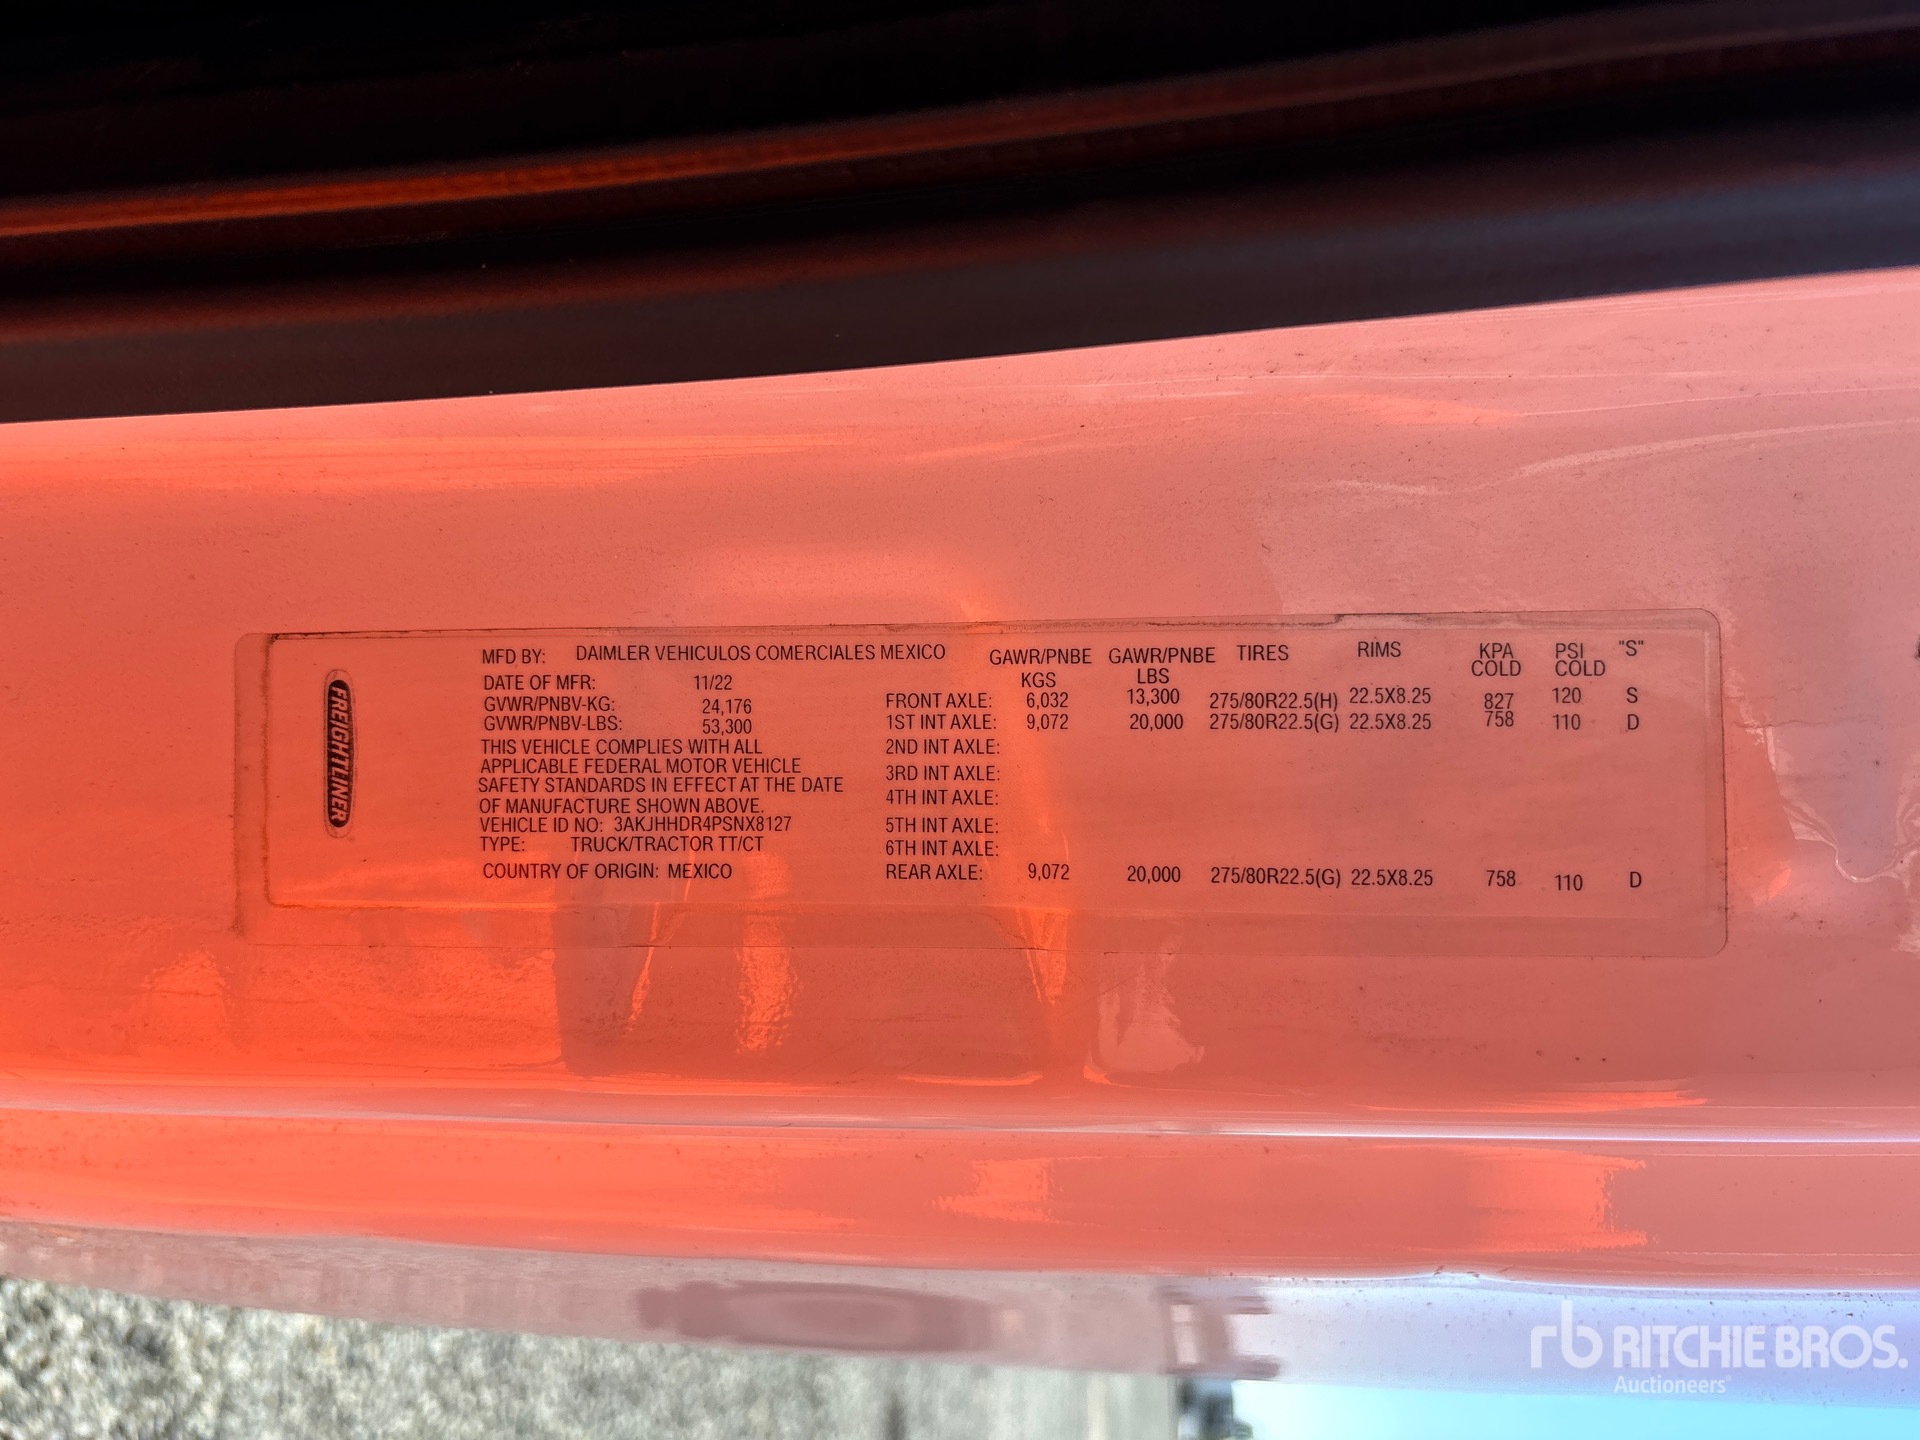 FREIGHTLINER
MFD BY: DAIMLER VEHICULOS COMERCIALES MEXICO
DATE OF MFR: 11/22
GVWR/PNBV-KG: 24,176
GVWR/PNBV-LBS: 53,300
THIS VEHICLE COMPLIES WITH ALL
APPLICABLE FEDERAL MOTOR VEHICLE
SAFETY STANDARDS IN EFFECT AT THE DATE
OF MANUFACTURE SHOWN ABOVE.
VEHICLE ID NO: 3AKJHHDR4PSNX8127
TYPE: TRUCK/TRACTOR TT/CT
COUNTRY OF ORIGIN: MEXICO
GAWR/PNBE GAWR/PNBE TIRES RIMS KPA PSI "S"
KGS LBS COLD COLD
FRONT AXLE: 6,032 13,300 275/80R22.5(H) 22.5X8.25 827 120 S
1ST INT AXLE: 9,072 20,000 275/80R22.5(G) 22.5X8.25 758 110 D
2ND INT AXLE:
3RD INT AXLE:
4TH INT AXLE:
5TH INT AXLE:
6TH INT AXLE:
REAR AXLE: 9,072 20,000 275/80R22.5(G) 22.5X8.25 758 110 D
rb RITCHIE BROS.
Auctioneers